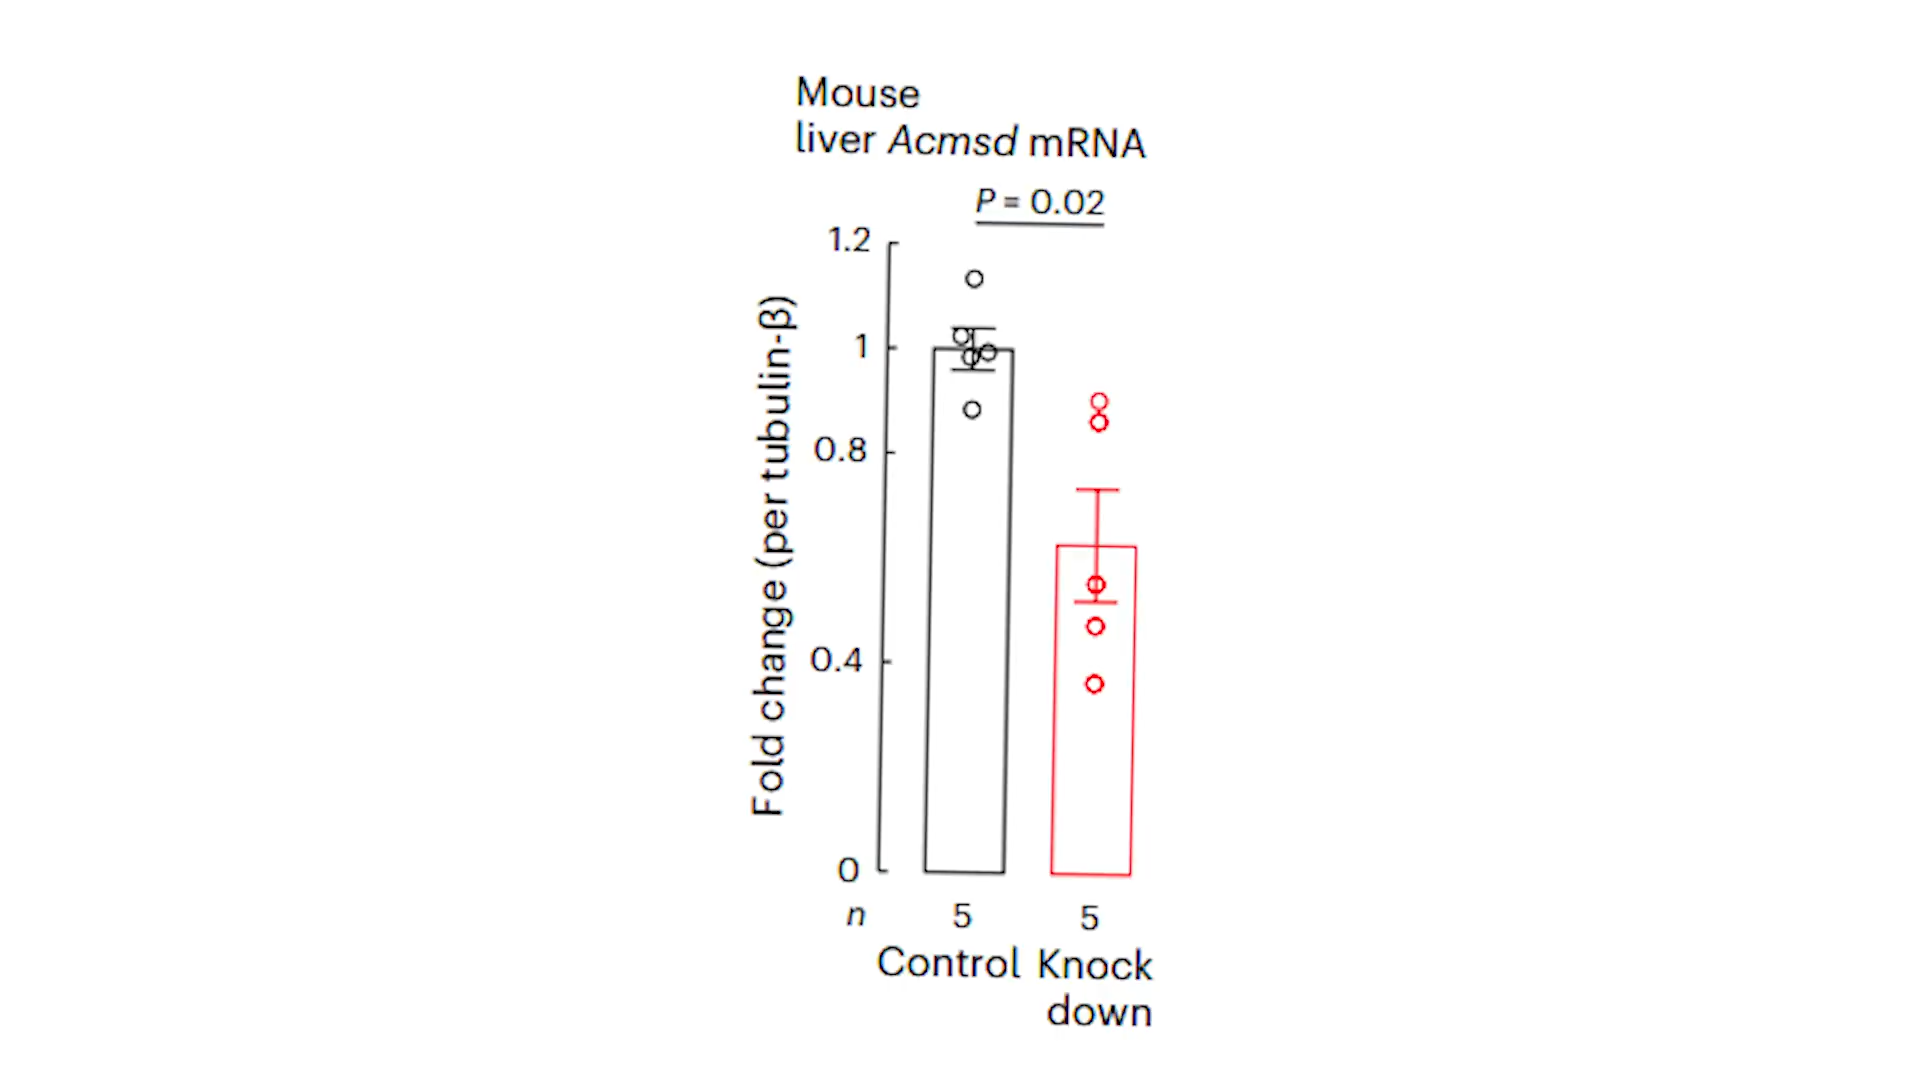 Mouse
liver Acmsd mRNA
P = 0.02
Fold change (per tubulin-β)
1.2
1
0.8
0.4
0
n 5 5
Control Knock
down